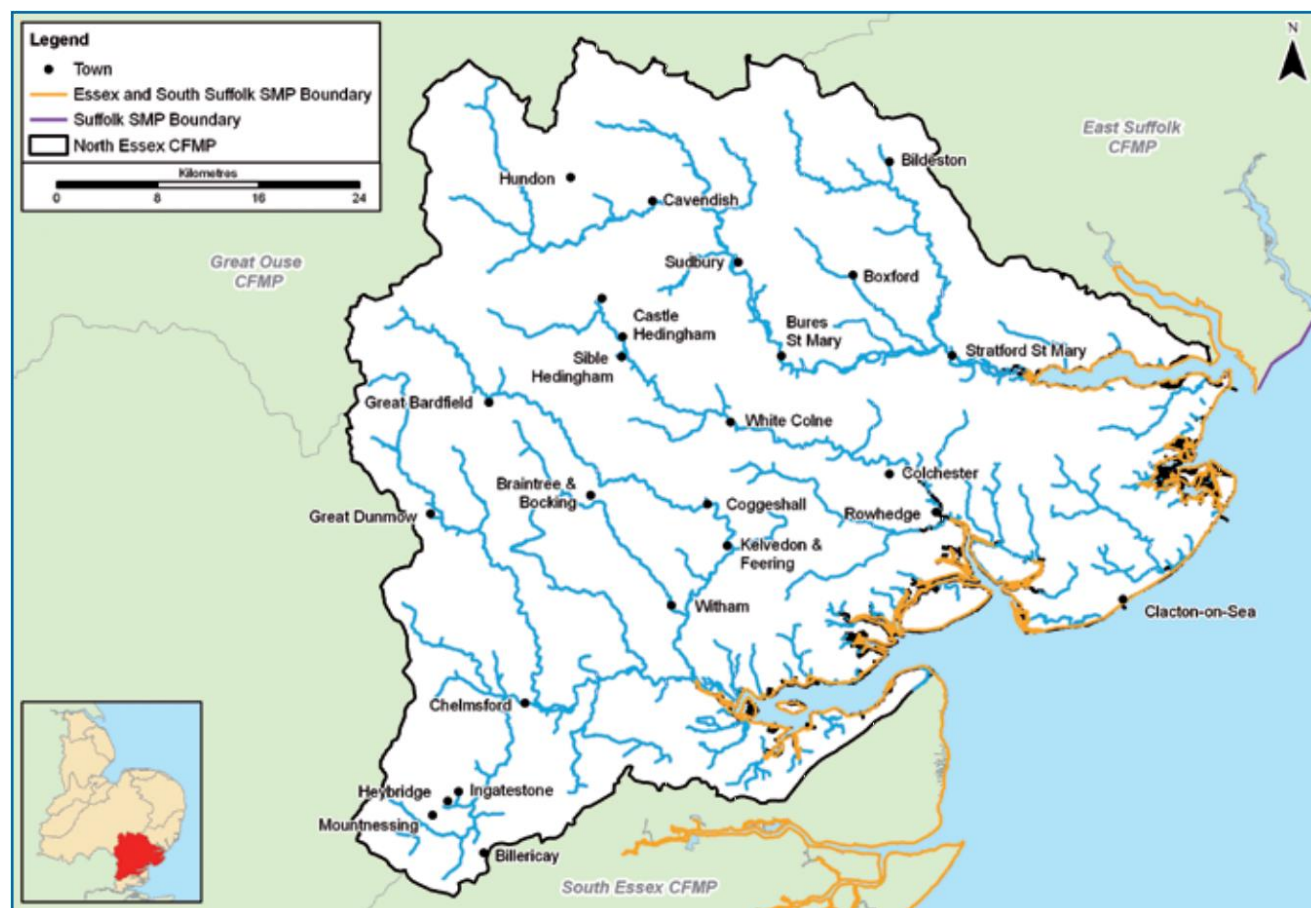 Legend
Town
Essex and South Suffolk SMP Boundary
Suffolk SMP Boundary
North Essex CFMP
Kilometres
0 8 16 24
N
East Suffolk
CFMP
Great Ouse
CFMP
Hundon
Cavendish
Bildeston
Sudbury
Boxford
Castle
Hedingham
Bures
St Mary
Sible
Hedingham
Stratford St Mary
Great Bardfield
White Colne
Braintree &
Bocking
Colchester
Great Dunmow
Coggeshall
Rowhedge
Kelvedon &
Feering
Witham
Clacton-on-Sea
Chelmsford
Heybridge
Ingatestone
Mountnessing
Billericay
South Essex CFMP